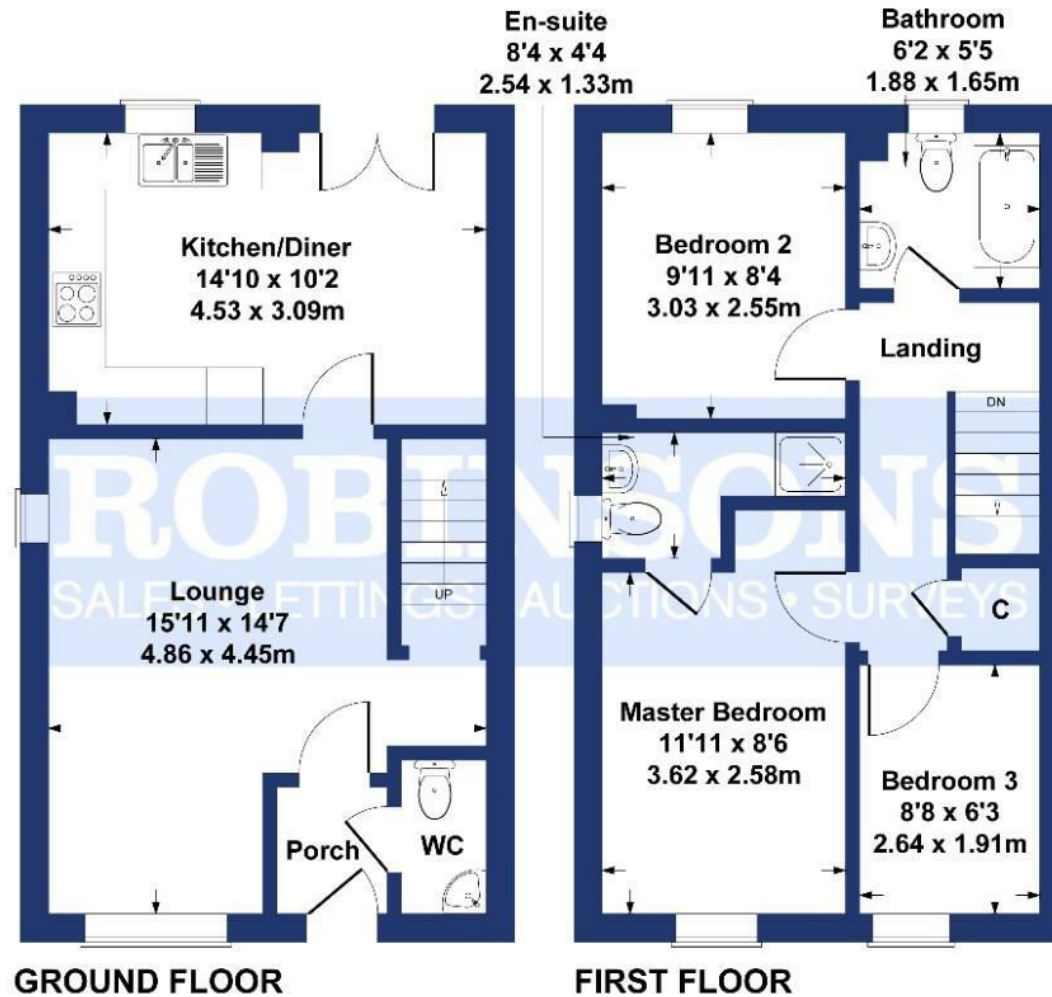 En-suite
8'4 x 4'4
2.54 x 1.33m
Bathroom
6'2 x 5'5
1.88 x 1.65m
Kitchen/Diner
14'10 x 10'2
4.53 x 3.09m
Bedroom 2
9'11 x 8'4
3.03 x 2.55m
Landing
DN
ROBINSONS
SALES • LETTINGS • AUCTIONS • SURVEYS
Lounge
15'11 x 14'7
4.86 x 4.45m
UP
C
Master Bedroom
11'11 x 8'6
3.62 x 2.58m
Bedroom 3
8'8 x 6'3
2.64 x 1.91m
Porch
WC
GROUND FLOOR
FIRST FLOOR